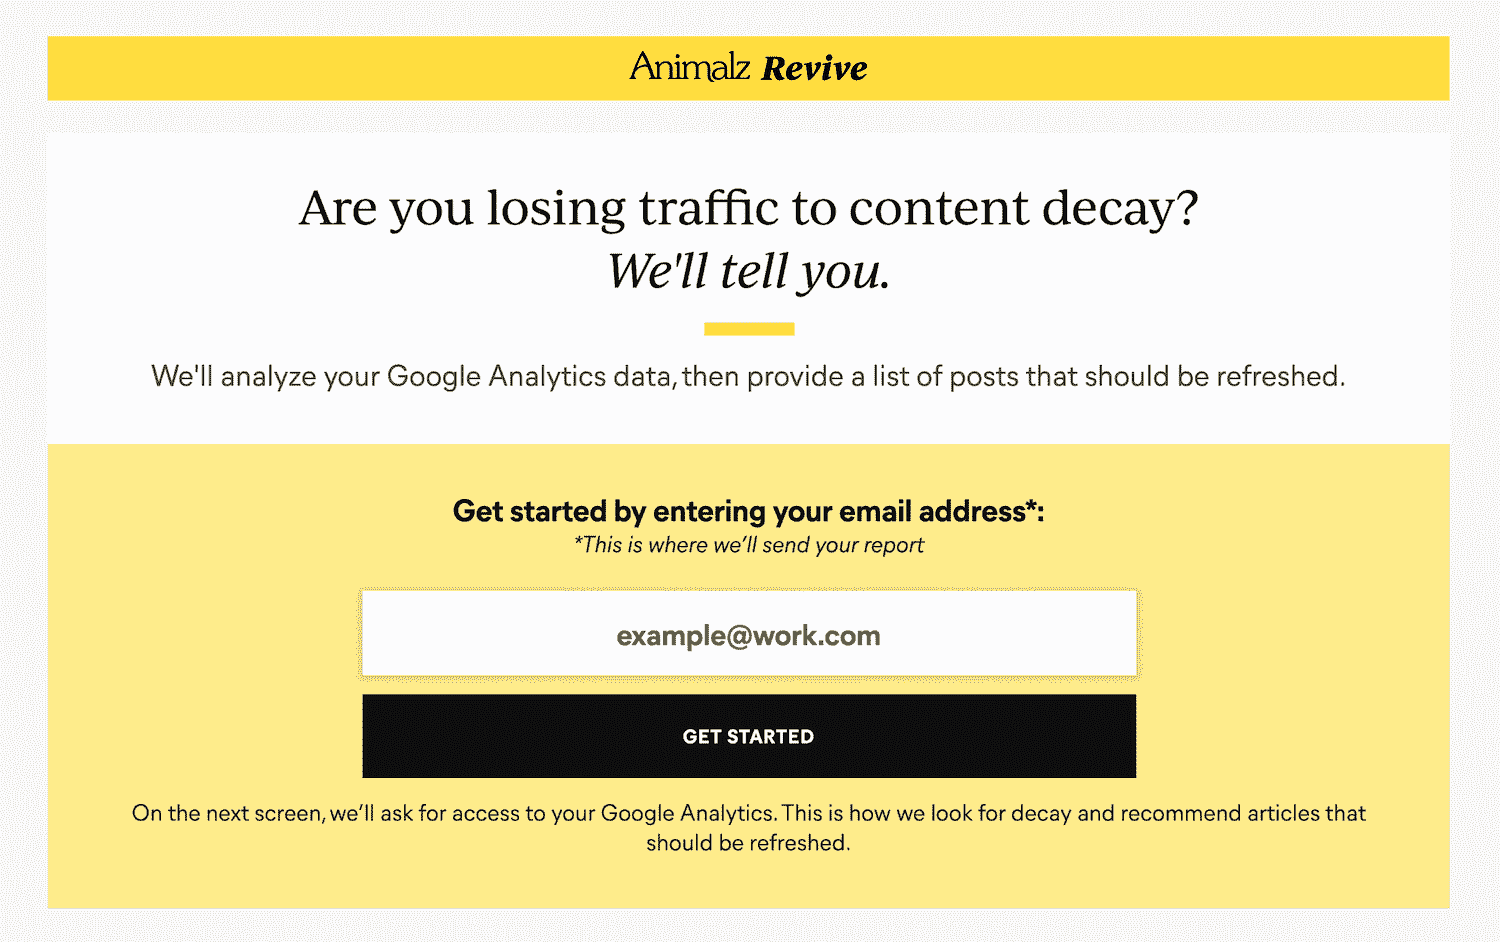 Animalz Revive
Are you losing traffic to content decay?
We'll tell you.
We'll analyze your Google Analytics data, then provide a list of posts that should be refreshed.
Get started by entering your email address*:
*This is where we’ll send your report
example@work.com
GET STARTED
On the next screen, we’ll ask for access to your Google Analytics. This is how we look for decay and recommend articles that
should be refreshed.